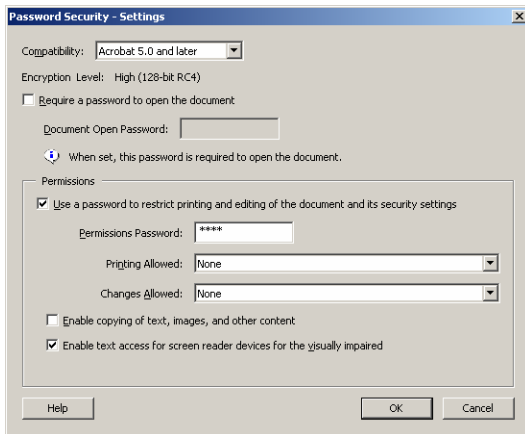 Password Security - Settings
Compatibility: Acrobat 5.0 and later
Encryption Level: High (128-bit RC4)
Require a password to open the document
Document Open Password:
When set, this password is required to open the document.
Permissions
Use a password to restrict printing and editing of the document and its security settings
Permissions Password: ****
Printing Allowed: None
Changes Allowed: None
Enable copying of text, images, and other content
Enable text access for screen reader devices for the visually impaired
Help OK Cancel